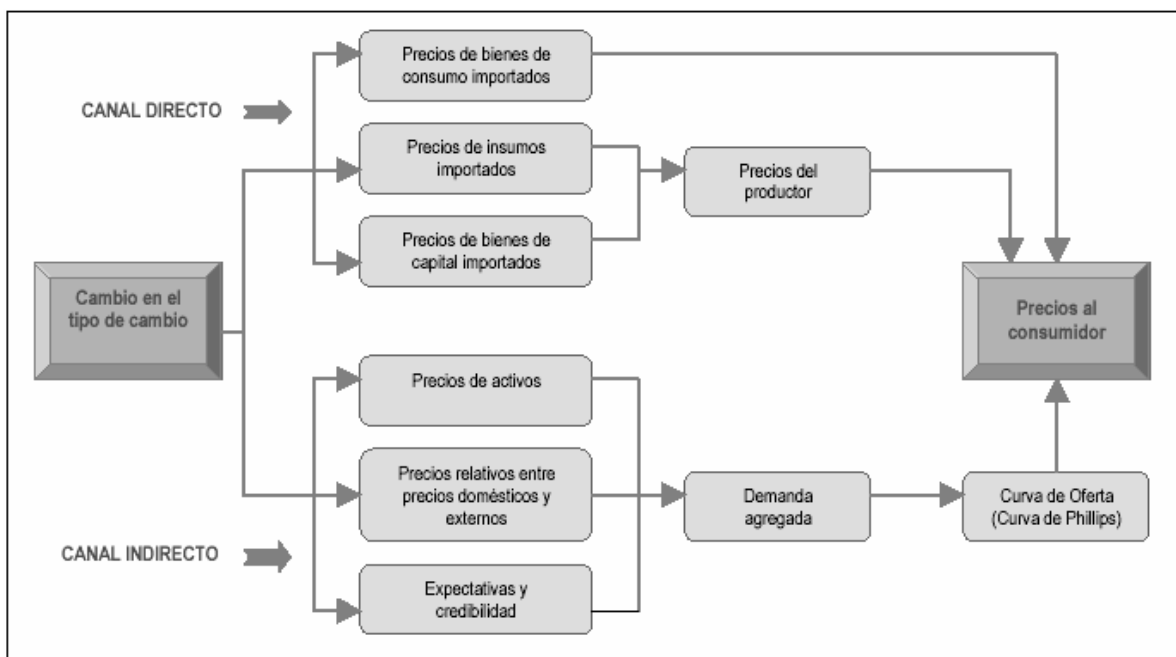 Precios de bienes de
consumo importados
CANAL DIRECTO
Precios de insumos
importados
Precios del
productor
Precios de bienes de
capital importados
Cambio en el
tipo de cambio
Precios al
consumidor
Precios de activos
Precios relativos entre
precios domésticos y
externos
Demanda
agregada
Curva de Oferta
(Curva de Phillips)
CANAL INDIRECTO
Expectativas y
credibilidad